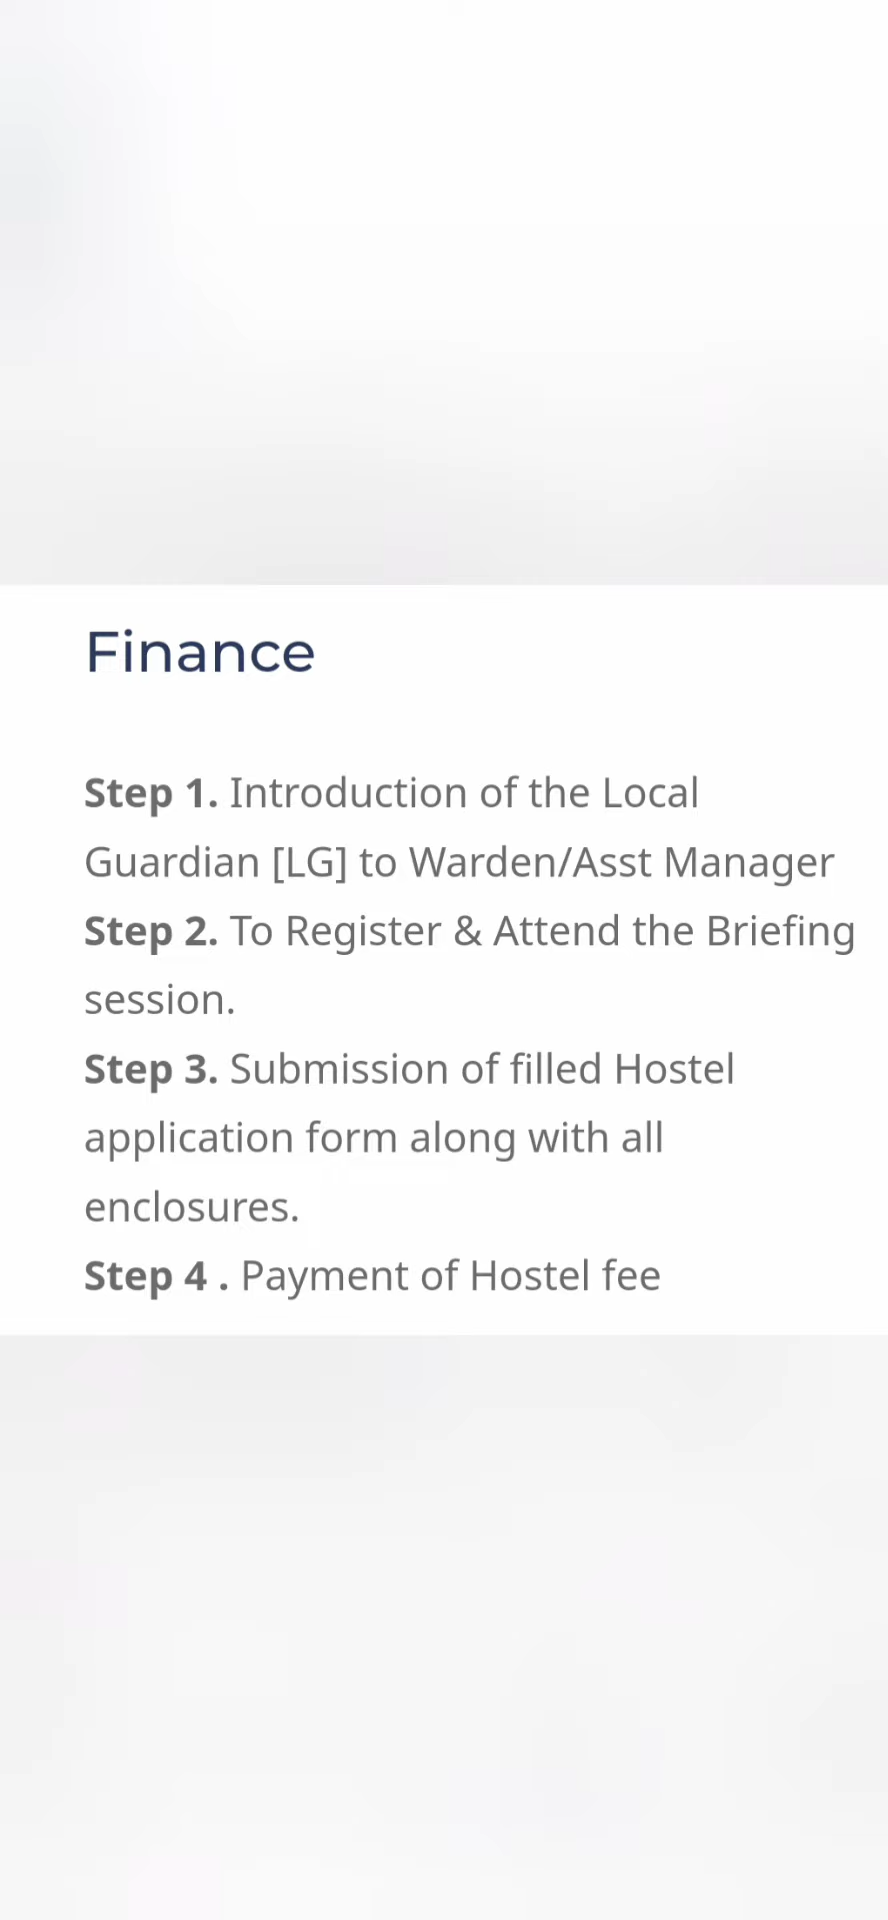 Finance
Step 1. Introduction of the Local
Guardian [LG] to Warden/Asst Manager
Step 2. To Register & Attend the Briefing
session.
Step 3. Submission of filled Hostel
application form along with all
enclosures.
Step 4 . Payment of Hostel fee